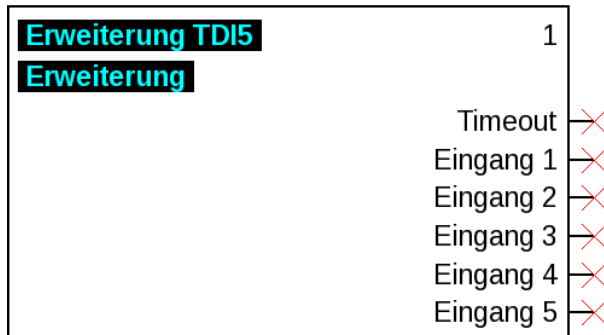 Erweiterung TDI5 1
Erweiterung
Timeout
Eingang 1
Eingang 2
Eingang 3
Eingang 4
Eingang 5